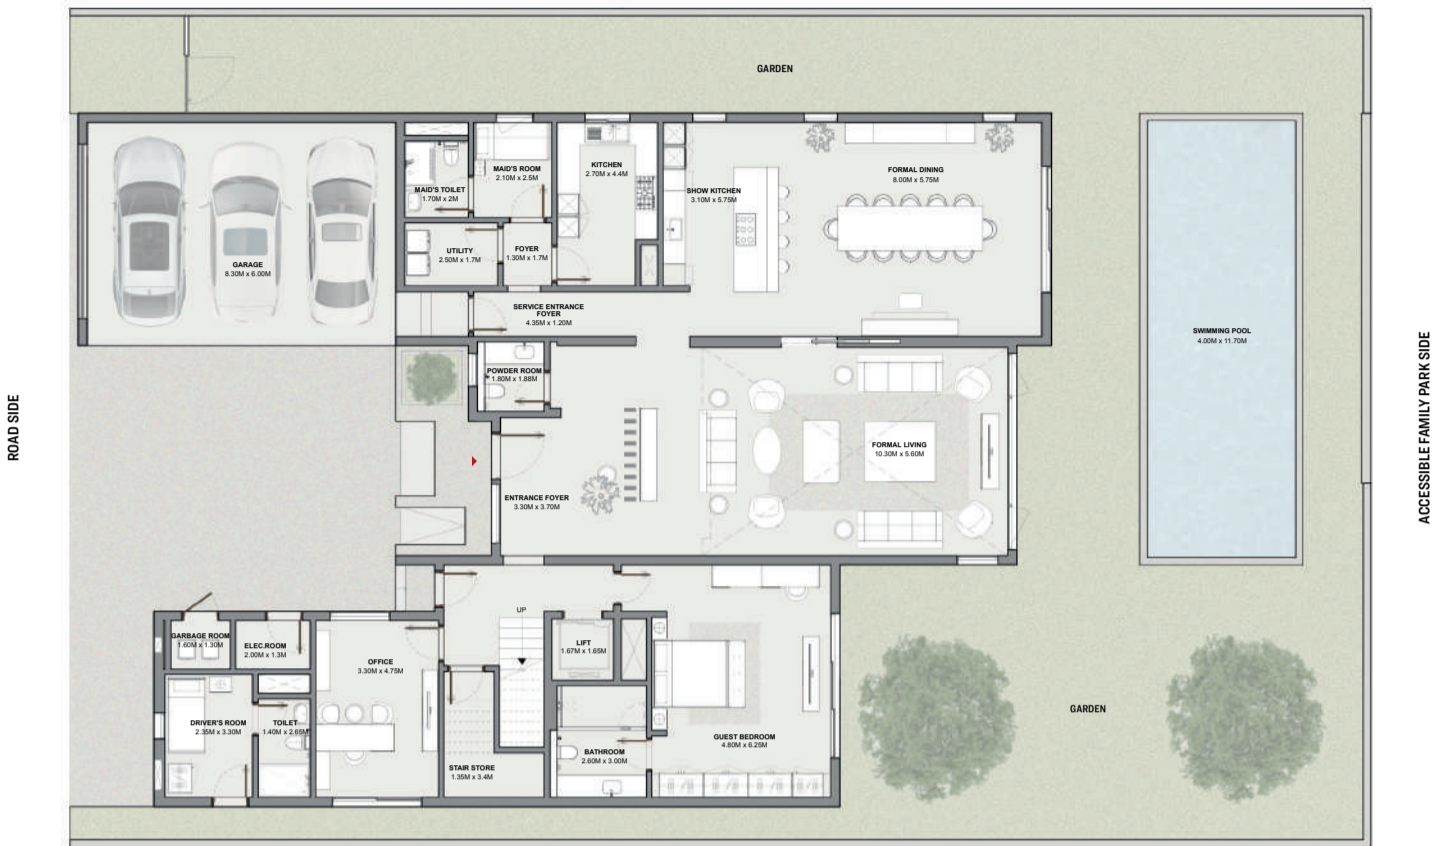 GARDEN
MAID'S ROOM
2.10M x 2.5M
KITCHEN
2.70M x 4.4M
MAID'S TOILET
1.70M x 2M
SHOW KITCHEN
3.10M x 5.75M
FORMAL DINING
8.00M x 5.75M
GARAGE
8.30M x 6.00M
UTILITY
2.50M x 1.7M
FOYER
1.30M x 1.7M
SERVICE ENTRANCE
FOYER
4.35M x 1.20M
SWIMMING POOL
4.00M x 11.70M
ROAD SIDE
ACCESSIBLE FAMILY PARK SIDE
POWDER ROOM
1.80M x 1.88M
FORMAL LIVING
10.30M x 5.60M
ENTRANCE FOYER
3.30M x 3.70M
UP
GARBAGE ROOM
1.60M x 1.30M
ELEC.ROOM
2.00M x 1.3M
OFFICE
3.30M x 4.75M
LIFT
1.67M x 1.65M
DRIVER'S ROOM
2.35M x 3.30M
TOILET
1.40M x 2.65M
STAIR STORE
1.35M x 3.4M
BATHROOM
2.60M x 3.00M
GUEST BEDROOM
4.80M x 6.25M
GARDEN